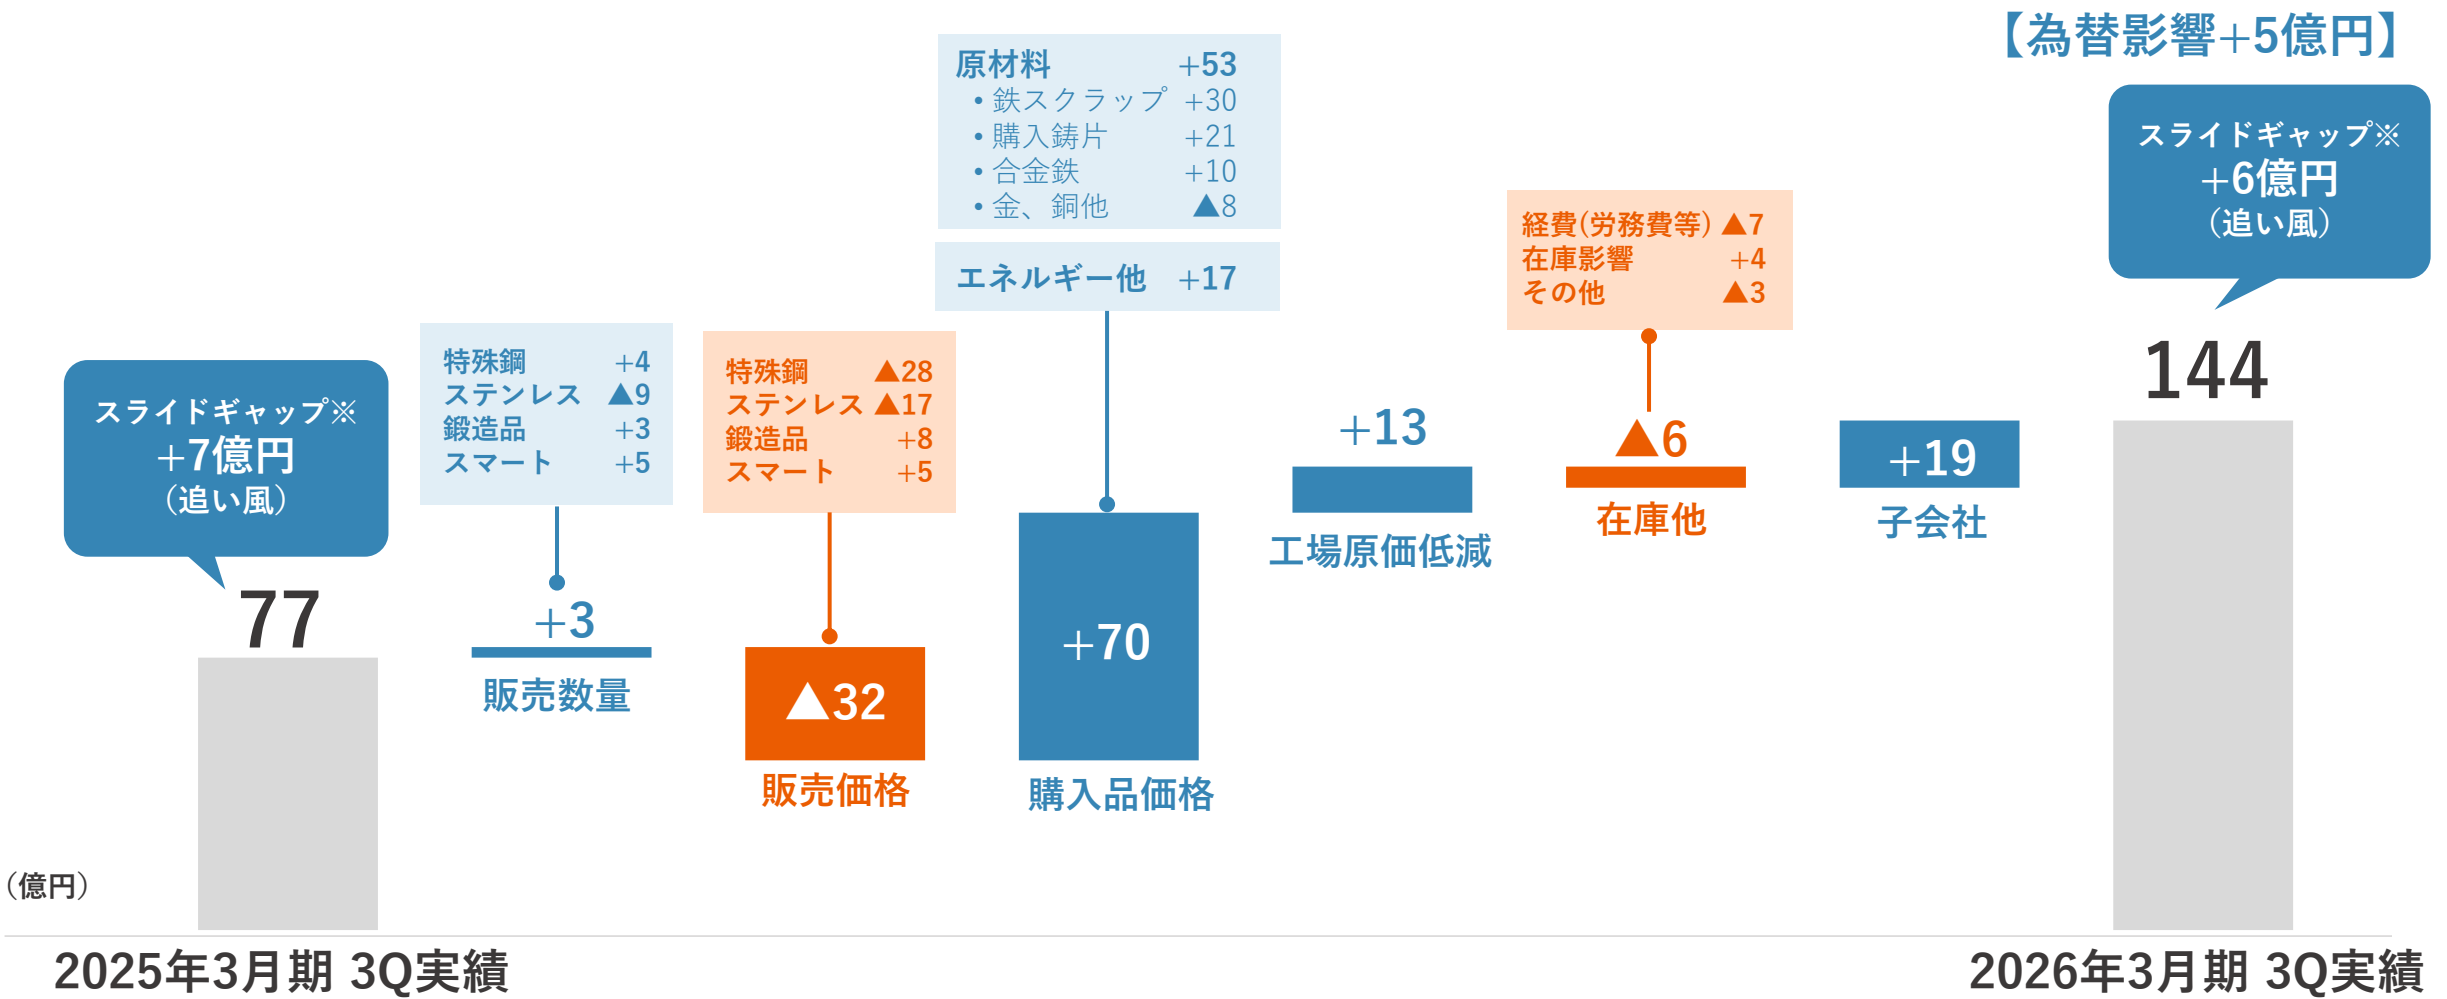 【為替影響+5億円】
スライドギャップ※
+7億円
（追い風）
77
特殊鋼 +4
ステンレス ▲9
鍛造品 +3
スマート +5
+3
販売数量
特殊鋼 ▲28
ステンレス ▲17
鍛造品 +8
スマート +5
▲32
販売価格
原材料 +53
・鉄スクラップ +30
・購入鋳片 +21
・合金鉄 +10
・金、銅他 ▲8
エネルギー他 +17
+70
購入品価格
+13
工場原価低減
経費(労務費等) ▲7
在庫影響 +4
その他 ▲3
▲6
在庫他
+19
子会社
スライドギャップ※
+6億円
（追い風）
144
（億円）
2025年3月期 3Q実績
2026年3月期 3Q実績